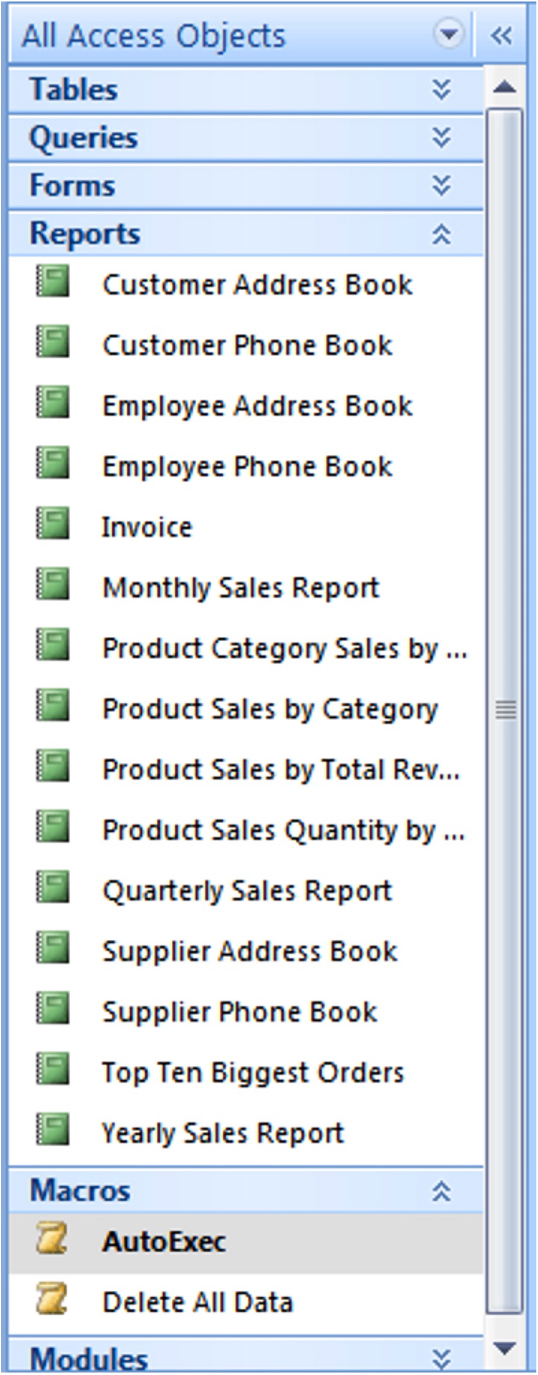 All Access Objects
Tables
Queries
Forms
Reports
Customer Address Book
Customer Phone Book
Employee Address Book
Employee Phone Book
Invoice
Monthly Sales Report
Product Category Sales by ...
Product Sales by Category
Product Sales by Total Rev...
Product Sales Quantity by ...
Quarterly Sales Report
Supplier Address Book
Supplier Phone Book
Top Ten Biggest Orders
Yearly Sales Report
Macros
AutoExec
Delete All Data
Modules